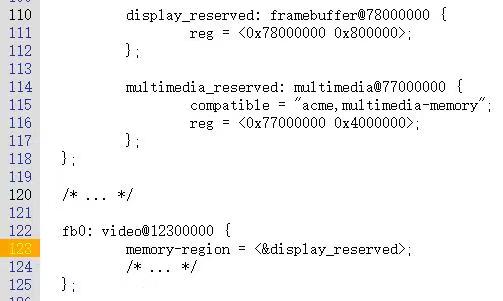 110 display_reserved: framebuffer@78000000 {
111 reg = <0x78000000 0x800000>;
112 };
113
114 multimedia_reserved: multimedia@77000000 {
115 compatible = "acme,multimedia-memory";
116 reg = <0x77000000 0x4000000>;
117 };
118 };
119
120 /* ... */
121
122 fb0: video@12300000 {
123 memory-region = <&display_reserved>;
124 /* ... */
125 };